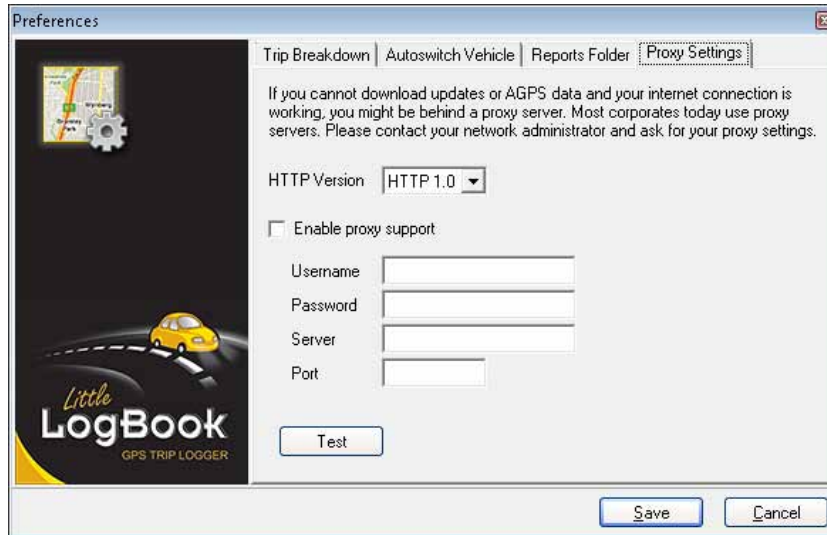 Preferences
Trip Breakdown
Autoswitch Vehicle
Reports Folder
Proxy Settings
If you cannot download updates or AGPS data and your internet connection is
working, you might be behind a proxy server. Most corporates today use proxy
servers. Please contact your network administrator and ask for your proxy settings.
HTTP Version
HTTP 1.0
Enable proxy support
Username
Password
Server
Port
Test
Little
LogBook
GPS TRIP LOGGER
Save
Cancel